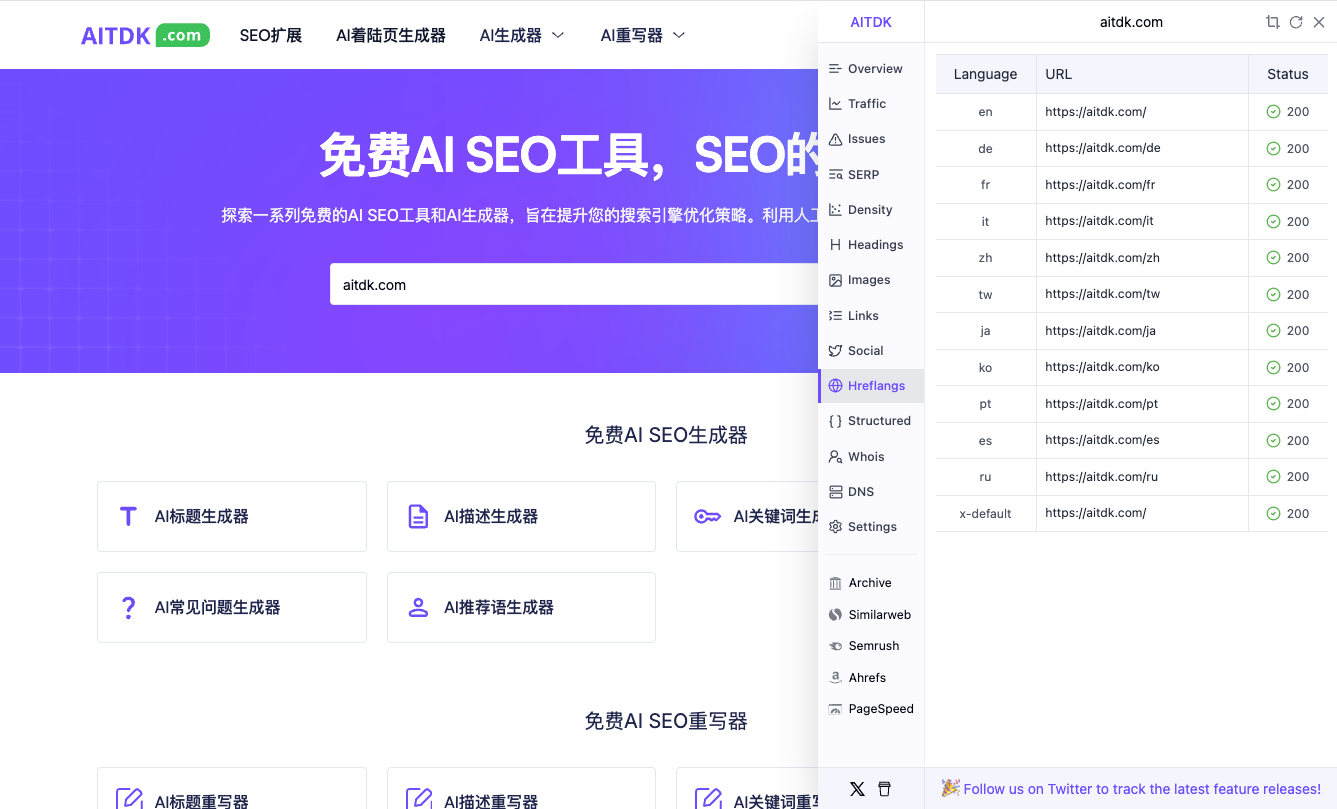 AITDK .com
SEO扩展
AI着陆页生成器
AI生成器
AI重写器
免费AI SEO工具，SEO的
探索一系列免费的AI SEO工具和AI生成器，旨在提升您的搜索引擎优化策略。利用人工
aitdk.com
免费AI SEO生成器
AI标题生成器
AI描述生成器
AI关键词生成
AI常见问题生成器
AI推荐语生成器
免费AI SEO重写器
AI标题重写器
AI描述重写器
AI关键词重写
AITDK
aitdk.com
Overview
Traffic
Issues
SERP
Density
Headings
Images
Links
Social
Hreflangs
Structured
Whois
DNS
Settings
Archive
Similarweb
Semrush
Ahrefs
PageSpeed
Language URL Status
en https://aitdk.com/ 200
de https://aitdk.com/de 200
fr https://aitdk.com/fr 200
it https://aitdk.com/it 200
zh https://aitdk.com/zh 200
tw https://aitdk.com/tw 200
ja https://aitdk.com/ja 200
ko https://aitdk.com/ko 200
pt https://aitdk.com/pt 200
es https://aitdk.com/es 200
ru https://aitdk.com/ru 200
x-default https://aitdk.com/ 200
🎉 Follow us on Twitter to track the latest feature releases!